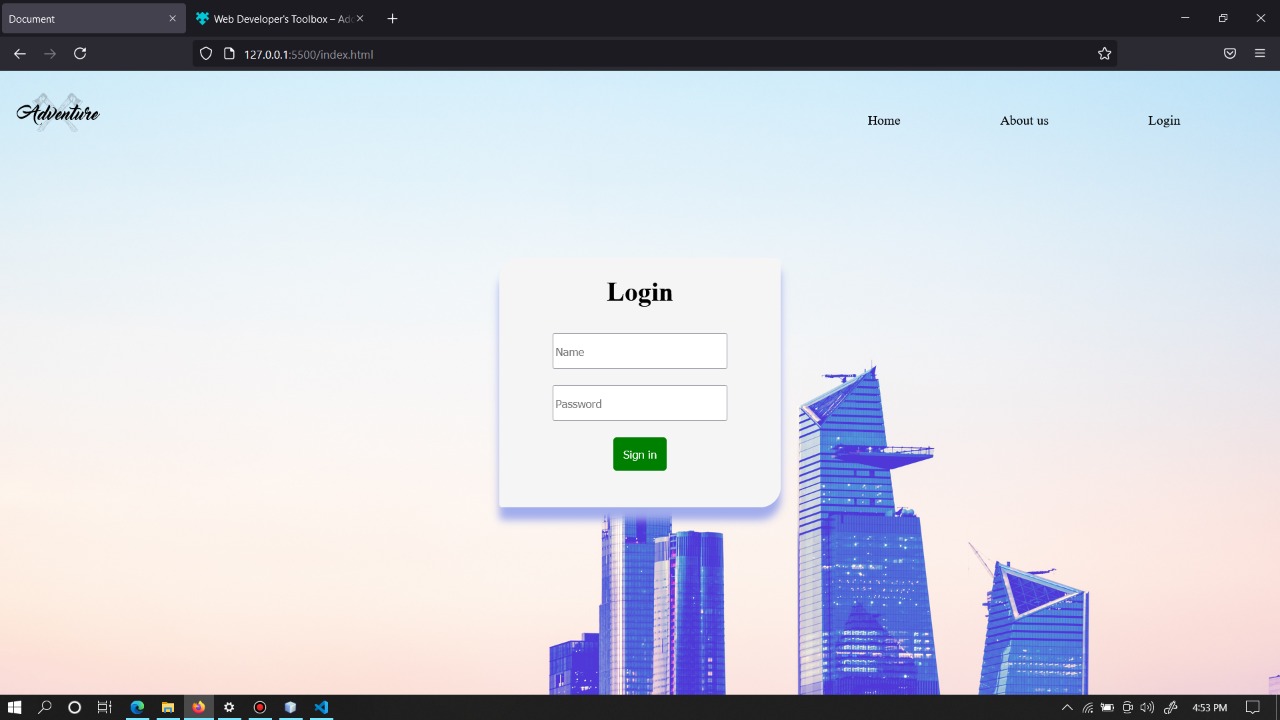 Document
Web Developer's Toolbox – Ad
127.0.0.1:5500/index.html
Adventure
Home
About us
Login
Login
Name
Password
Sign in
4:53 PM